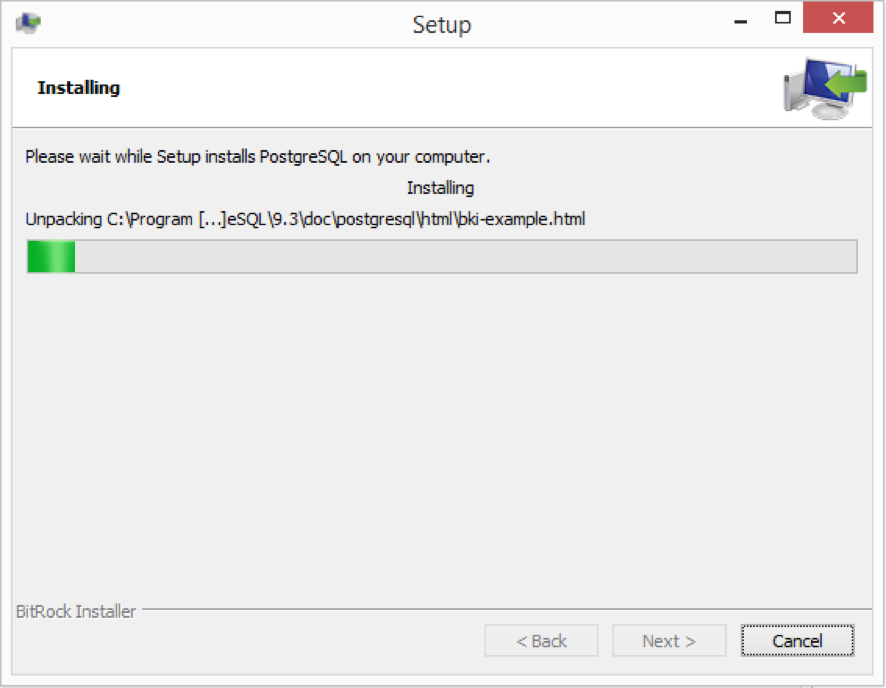 Setup
Installing
Please wait while Setup installs PostgreSQL on your computer.
Installing
Unpacking C:\Program [...]eSQL\9.3\doc\postgresql\html\bki-example.html
BitRock Installer
< Back Next > Cancel